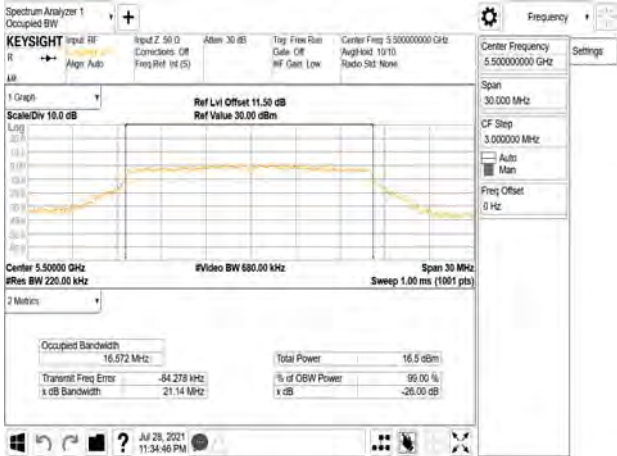 Spectrum Analyzer 1
Occupied BW
Frequency
KEYSIGHT
Input: RF
Input Z: 50 Ω
Atten: 30 dB
Trig: Free Run
Center Freq: 5.500000000 GHz
R
Corrections: Off
Gate: Off
Avg|Hold: 10/10
Align: Auto
Freq Ref: Int (S)
#IF Gain: Low
Radio Std: None
Center Frequency
5.500000000 GHz
Settings
Span
30.000 MHz
CF Step
3.000000 MHz
Auto
Man
Freq Offset
0 Hz
1 Graph
Ref Lvl Offset 11.50 dB
Scale/Div 10.0 dB
Ref Value 30.00 dBm
Log
Center 5.50000 GHz
#Video BW 680.00 kHz
Span 30 MHz
#Res BW 220.00 kHz
Sweep 1.00 ms (1001 pts)
2 Metrics
Occupied Bandwidth
16.572 MHz
Total Power
16.5 dBm
Transmit Freq Error
-84.278 kHz
% of OBW Power
99.00 %
x dB Bandwidth
21.14 MHz
x dB
-26.00 dB
Jul 28, 2021
11:34:46 PM